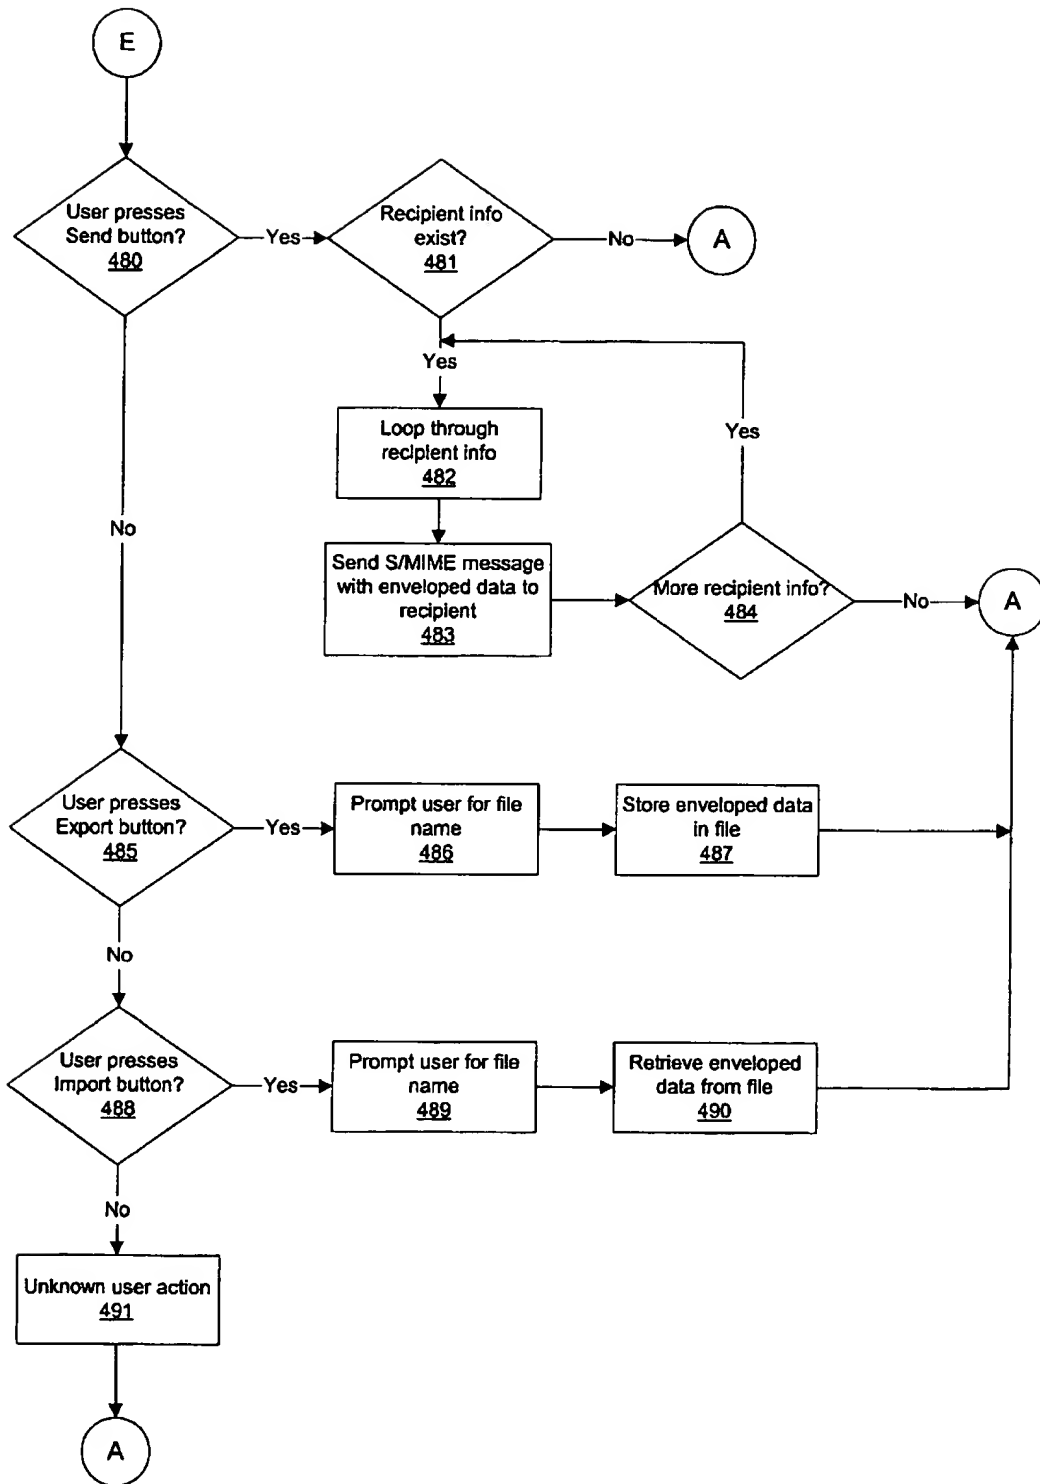 E
User presses
Send button?
480
Yes
Recipient info
exist?
481
No
A
Yes
Loop through
recipient info
482
Yes
No
Send S/MIME message
with enveloped data to
recipient
483
More recipient info?
484
No
A
User presses
Export button?
485
Yes
Prompt user for file
name
486
Store enveloped data
in file
487
No
User presses
Import button?
488
Yes
Prompt user for file
name
489
Retrieve enveloped
data from file
490
No
Unknown user action
491
A